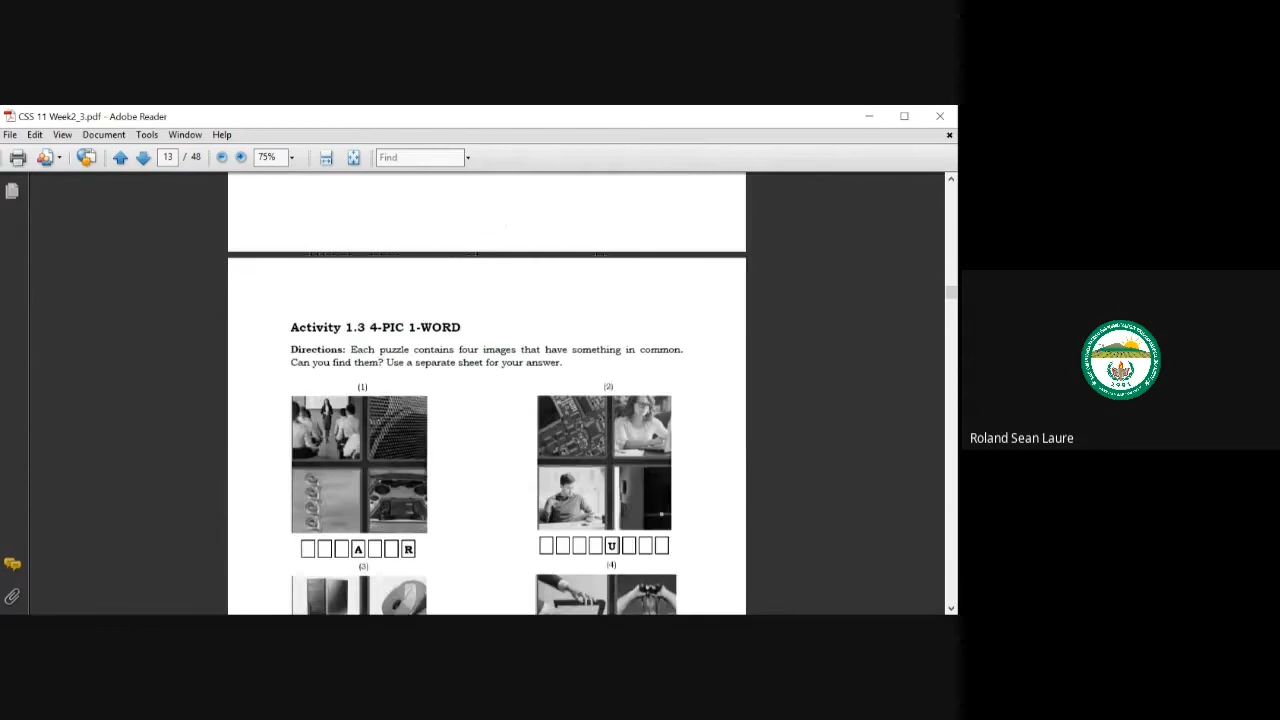 CSS 11 Week2_3.pdf - Adobe Reader
File Edit View Document Tools Window Help
13 / 48 75% Find
Activity 1.3 4-PIC 1-WORD
Directions: Each puzzle contains four images that have something in common.
Can you find them? Use a separate sheet for your answer.
(1) (2)
A R U
(3) (4)
Roland Sean Laure